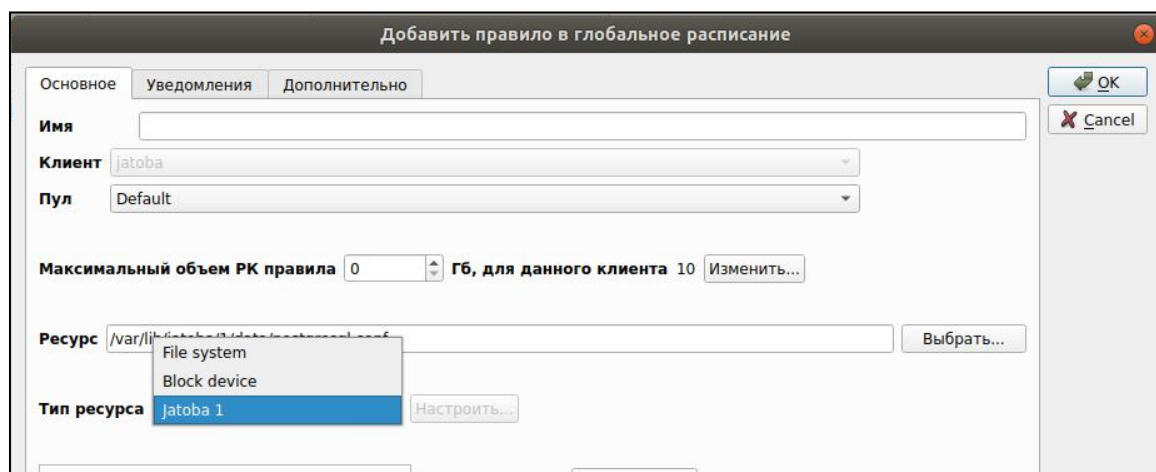 Добавить правило в глобальное расписание
Основное Уведомления Дополнительно
OK
Имя
Cancel
Клиент jatoba
Пул Default
Максимальный объем РК правила 0 Гб, для данного клиента 10 Изменить...
Ресурс Выбрать...
File system
Block device
Тип ресурса Jatoba 1 Настроить...